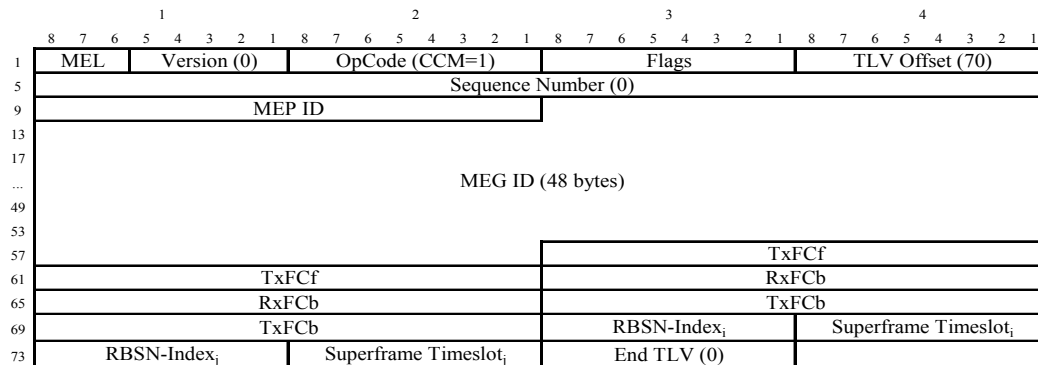 1 2 3 4
8 7 6 5 4 3 2 1 8 7 6 5 4 3 2 1 8 7 6 5 4 3 2 1 8 7 6 5 4 3 2 1
1 MEL Version (0) OpCode (CCM=1) Flags TLV Offset (70)
5 Sequence Number (0)
9 MEP ID
13
17
... MEG ID (48 bytes)
49
53
57 TxFCf
61 TxFCf RxFCb
65 RxFCb TxFCb
69 TxFCb RBSN-Indexᵢ Superframe Timeslotᵢ
73 RBSN-Indexᵢ Superframe Timeslotᵢ End TLV (0)